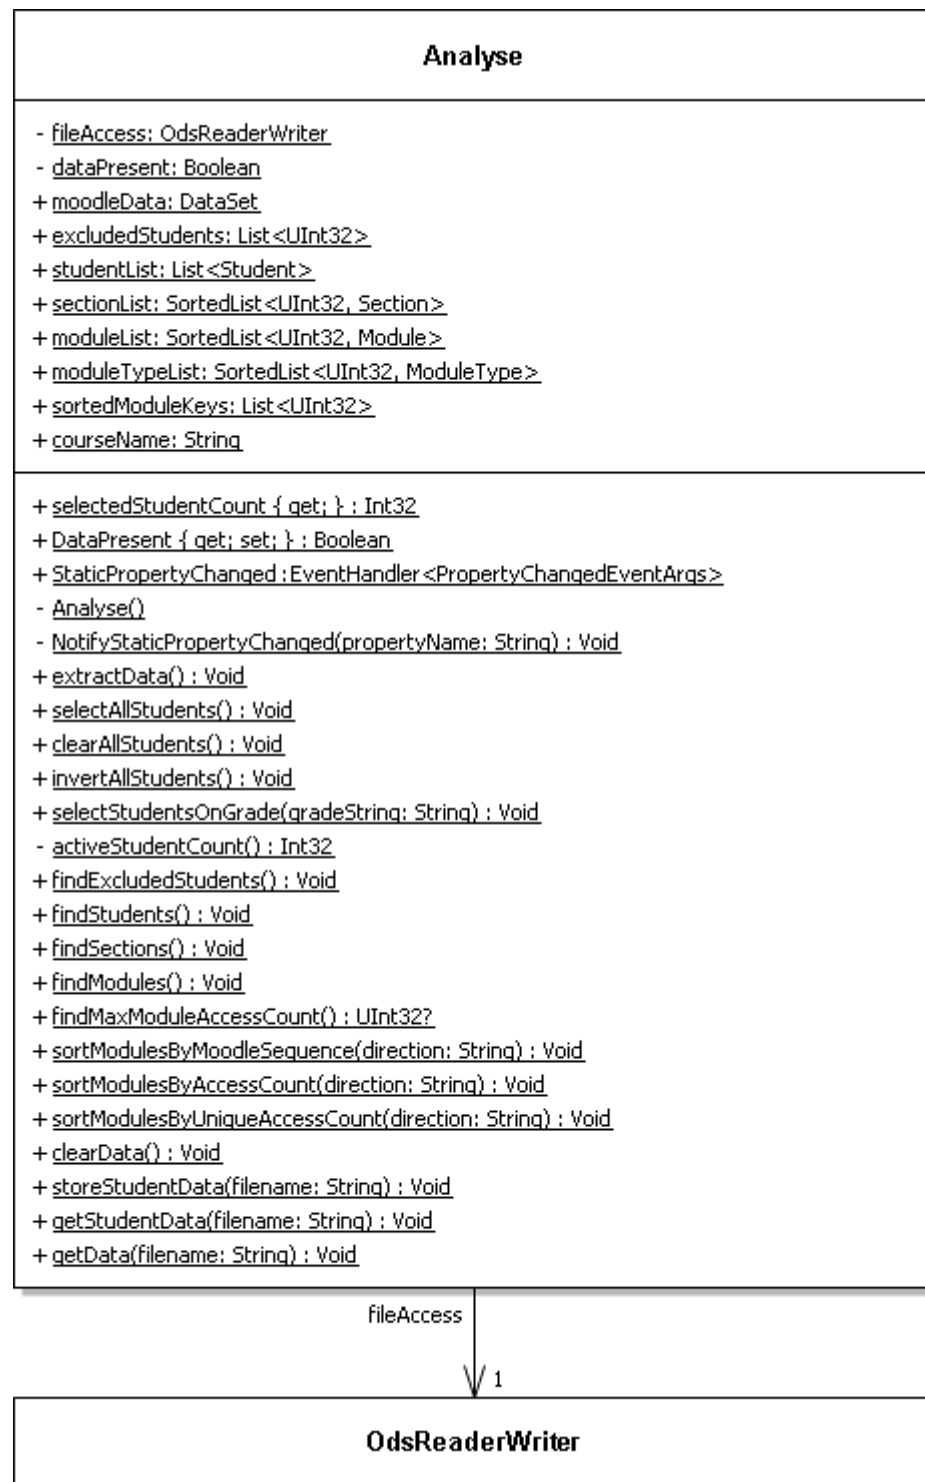 Analyse
- fileAccess: OdsReaderWriter
- dataPresent: Boolean
+ moodleData: DataSet
+ excludedStudents: List<UInt32>
+ studentList: List<Student>
+ sectionList: SortedList<UInt32, Section>
+ moduleList: SortedList<UInt32, Module>
+ moduleTypeList: SortedList<UInt32, ModuleType>
+ sortedModuleKeys: List<UInt32>
+ courseName: String
+ selectedStudentCount { get; } : Int32
+ DataPresent { get; set; } : Boolean
+ StaticPropertyChanged :EventHandler<PropertyChangedEventArgs>
- Analyse()
- NotifyStaticPropertyChanged(propertyName: String) : Void
+ extractData() : Void
+ selectAllStudents() : Void
+ clearAllStudents() : Void
+ invertAllStudents() : Void
+ selectStudentsOnGrade(gradeString: String) : Void
- activeStudentCount() : Int32
+ findExcludedStudents() : Void
+ findStudents() : Void
+ findSections() : Void
+ findModules() : Void
+ findMaxModuleAccessCount() : UInt32?
+ sortModulesByMoodleSequence(direction: String) : Void
+ sortModulesByAccessCount(direction: String) : Void
+ sortModulesByUniqueAccessCount(direction: String) : Void
+ clearData() : Void
+ storeStudentData(filename: String) : Void
+ getStudentData(filename: String) : Void
+ getData(filename: String) : Void
fileAccess
1
OdsReaderWriter